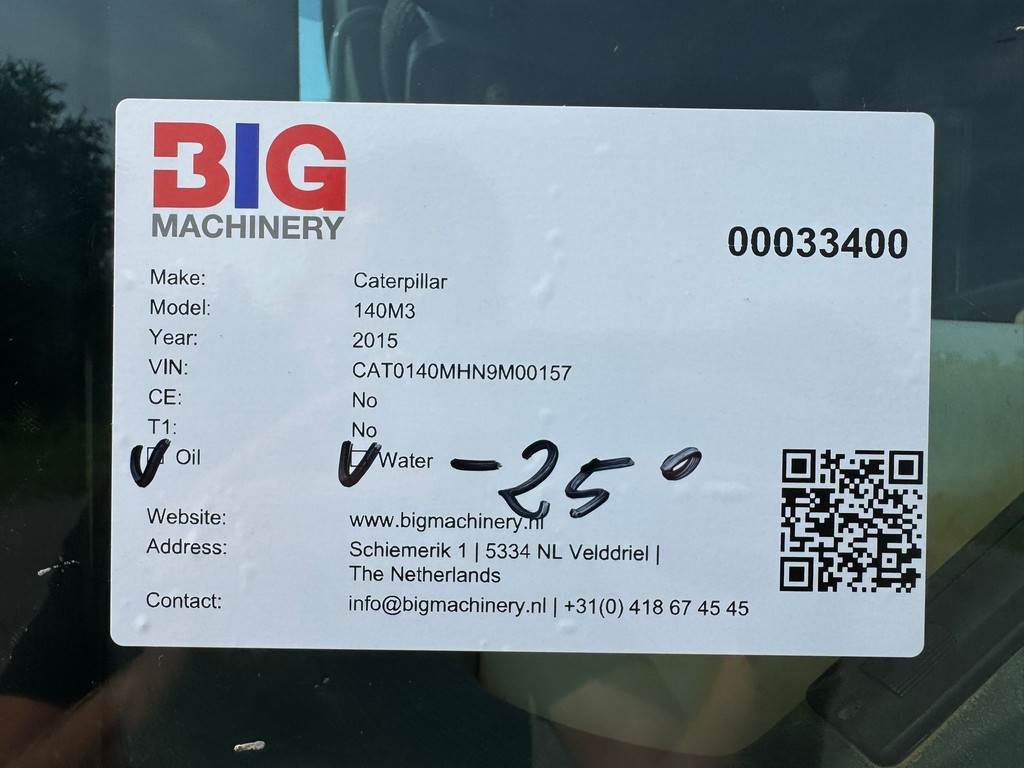 BIG
MACHINERY
00033400
Make: Caterpillar
Model: 140M3
Year: 2015
VIN: CAT0140MHN9M00157
CE: No
T1: No
V Oil V Water -25°
Website: www.bigmachinery.nl
Address: Schiemerik 1 | 5334 NL Velddriel |
The Netherlands
Contact: info@bigmachinery.nl | +31(0) 418 67 45 45